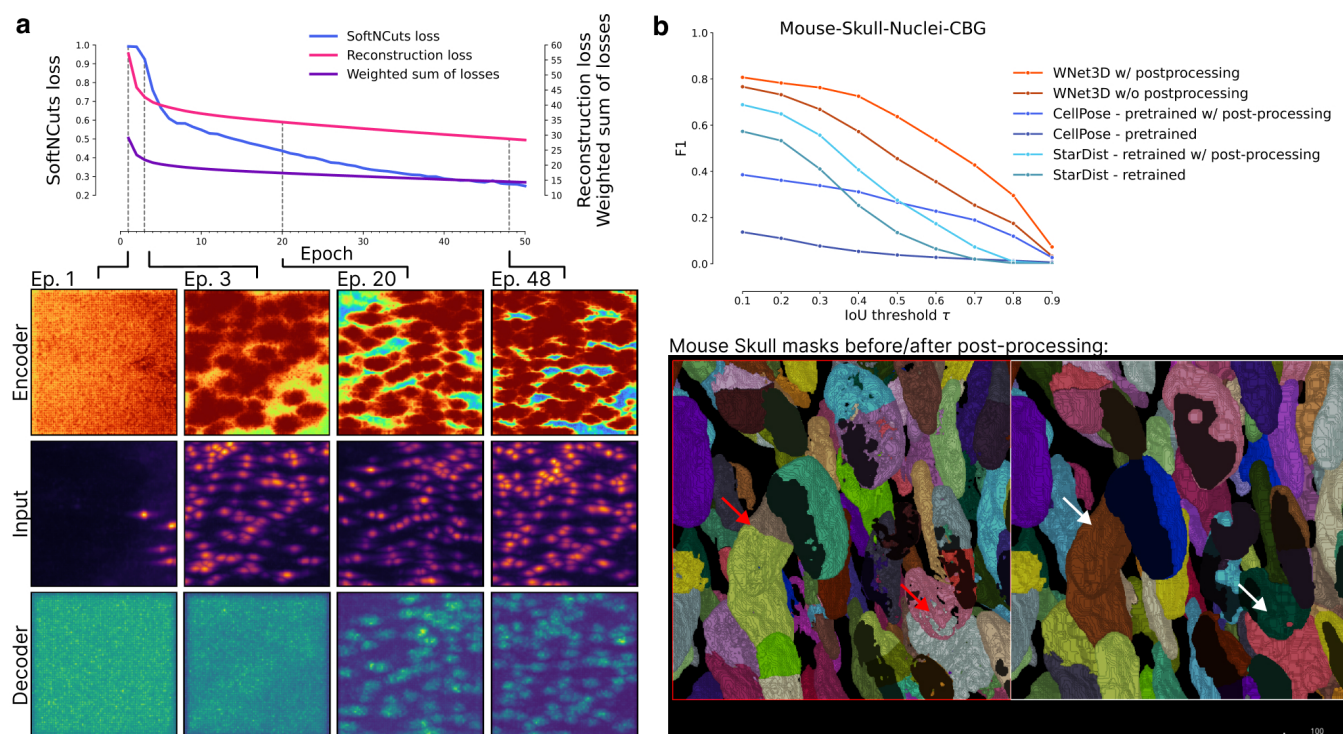 a
SoftNCuts loss
Reconstruction loss
Weighted sum of losses
SoftNCuts loss
1.0
0.9
0.8
0.7
0.6
0.5
0.4
0.3
0.2
60
55
50
45
40
35
30
25
20
15
10
Reconstruction loss
Weighted sum of losses
0 10 20 30 40 50
Epoch
Ep. 1 Ep. 3 Ep. 20 Ep. 48
Encoder
Input
Decoder
b
Mouse-Skull-Nuclei-CBG
F1
1.0
0.8
0.6
0.4
0.2
0.0
WNet3D w/ postprocessing
WNet3D w/o postprocessing
CellPose - pretrained w/ post-processing
CellPose - pretrained
StarDist - retrained w/ post-processing
StarDist - retrained
0.1 0.2 0.3 0.4 0.5 0.6 0.7 0.8 0.9
IoU threshold τ
Mouse Skull masks before/after post-processing:
100